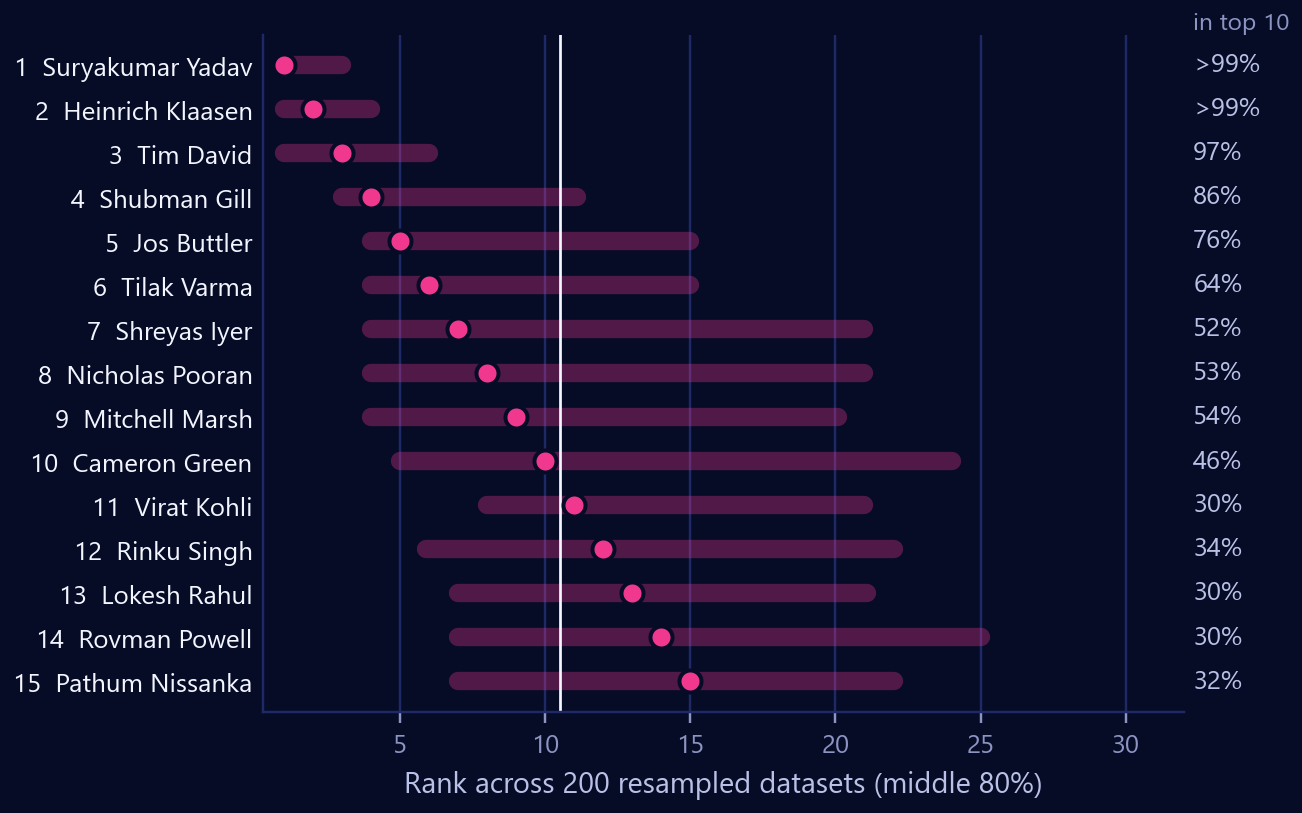 in top 10
1 Suryakumar Yadav >99%
2 Heinrich Klaasen >99%
3 Tim David 97%
4 Shubman Gill 86%
5 Jos Buttler 76%
6 Tilak Varma 64%
7 Shreyas Iyer 52%
8 Nicholas Pooran 53%
9 Mitchell Marsh 54%
10 Cameron Green 46%
11 Virat Kohli 30%
12 Rinku Singh 34%
13 Lokesh Rahul 30%
14 Rovman Powell 30%
15 Pathum Nissanka 32%
5 10 15 20 25 30
Rank across 200 resampled datasets (middle 80%)